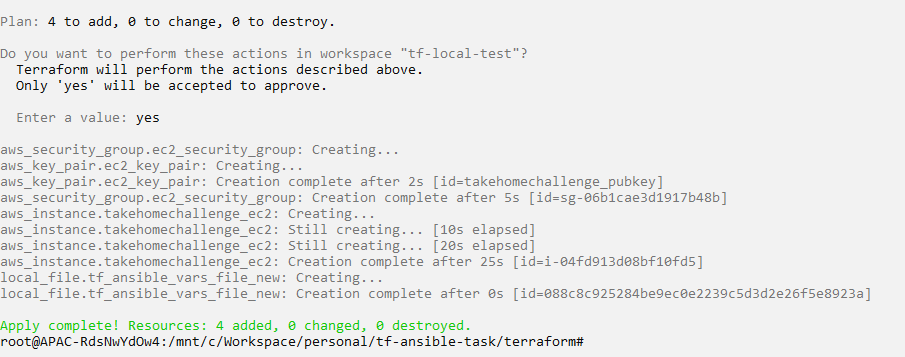 Plan: 4 to add, 0 to change, 0 to destroy.
Do you want to perform these actions in workspace "tf-local-test"?
Terraform will perform the actions described above.
Only 'yes' will be accepted to approve.
Enter a value: yes
aws_security_group.ec2_security_group: Creating...
aws_key_pair.ec2_key_pair: Creating...
aws_key_pair.ec2_key_pair: Creation complete after 2s [id=takehomechallenge_pubkey]
aws_security_group.ec2_security_group: Creation complete after 5s [id=sg-06b1cae3d1917b48b]
aws_instance.takehomechallenge_ec2: Creating...
aws_instance.takehomechallenge_ec2: Still creating... [10s elapsed]
aws_instance.takehomechallenge_ec2: Still creating... [20s elapsed]
aws_instance.takehomechallenge_ec2: Creation complete after 25s [id=i-04fd913d08bf10fd5]
local_file.tf_ansible_vars_file_new: Creating...
local_file.tf_ansible_vars_file_new: Creation complete after 0s [id=088c8c925284be9ec0e2239c5d3d2e26f5e8923a]
Apply complete! Resources: 4 added, 0 changed, 0 destroyed.
root@APAC-RdsNwYdOw4:/mnt/c/Workspace/personal/tf-ansible-task/terraform#